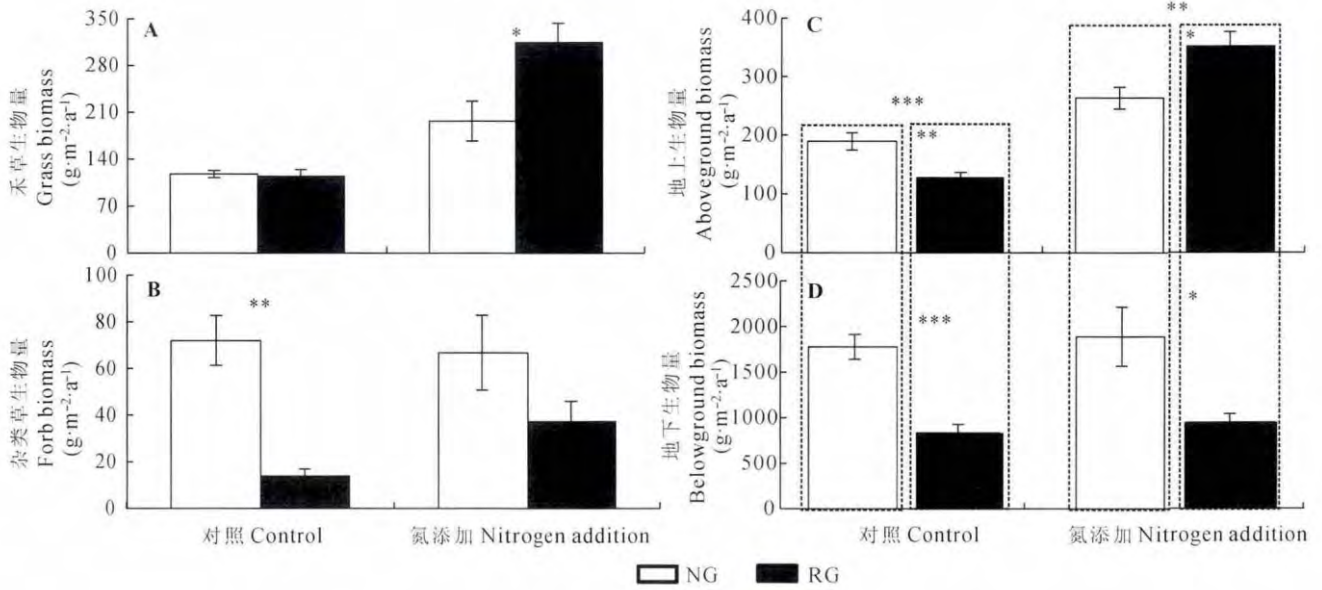 禾草生物量
Grass biomass
(g·m⁻²·a⁻¹)
350
280
210
140
70
0
A
*
杂类草生物量
Forb biomass
(g·m⁻²·a⁻¹)
100
80
60
40
20
0
B
**
对照 Control
氮添加 Nitrogen addition
地上生物量
Aboveground biomass
(g·m⁻²·a⁻¹)
400
300
200
100
0
C
***
**
**
*
地下生物量
Belowground biomass
(g·m⁻²·a⁻¹)
2500
2000
1500
1000
500
0
D
***
*
对照 Control
氮添加 Nitrogen addition
NG
RG